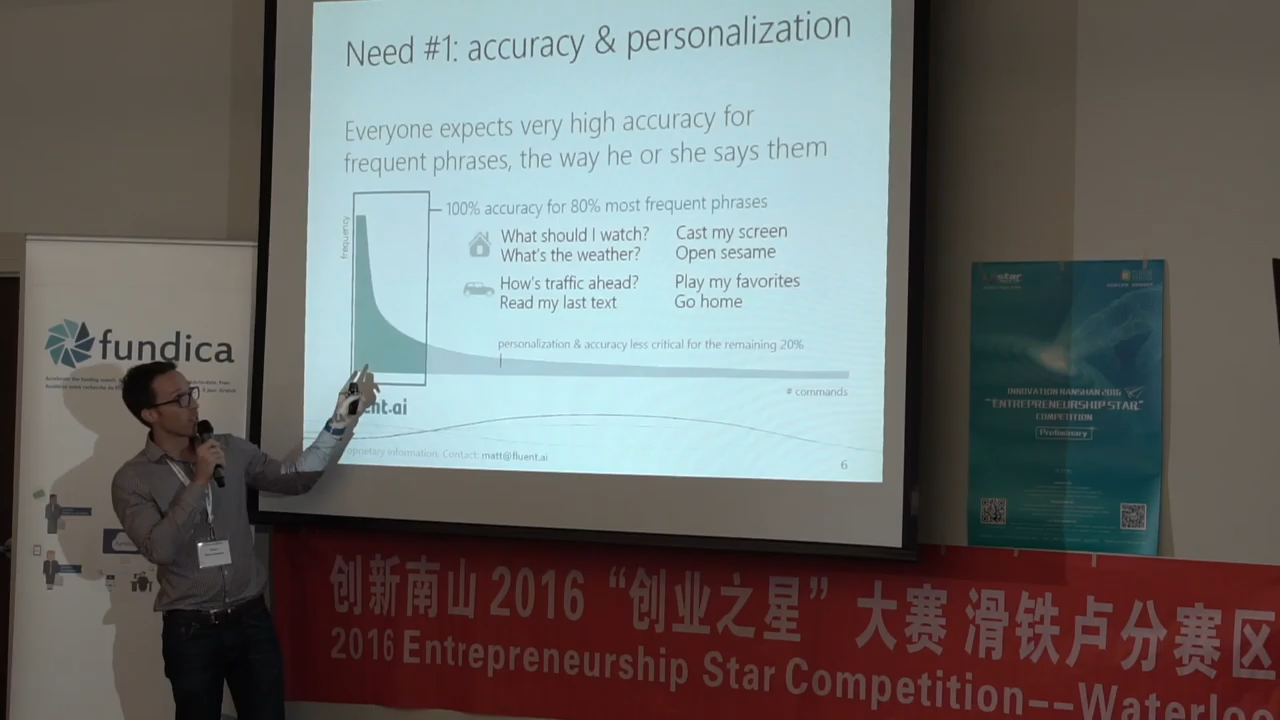 Need #1: accuracy & personalization
Everyone expects very high accuracy for
frequent phrases, the way he or she says them
frequency
100% accuracy for 80% most frequent phrases
What should I watch?
What's the weather?
Cast my screen
Open sesame
How's traffic ahead?
Read my last text
Play my favorites
Go home
personalization & accuracy less critical for the remaining 20%
# commands
ent.ai
proprietary information. Contact: matt@fluent.ai
6
fundica
star
INNOVATION NANSHAN 2016
"ENTREPRENEURSHIP STAR"
COMPETITION
Preliminary
创新南山 2016 “创业之星” 大赛 滑铁卢分赛区
2016 Entrepreneurship Star Competition--Waterloo